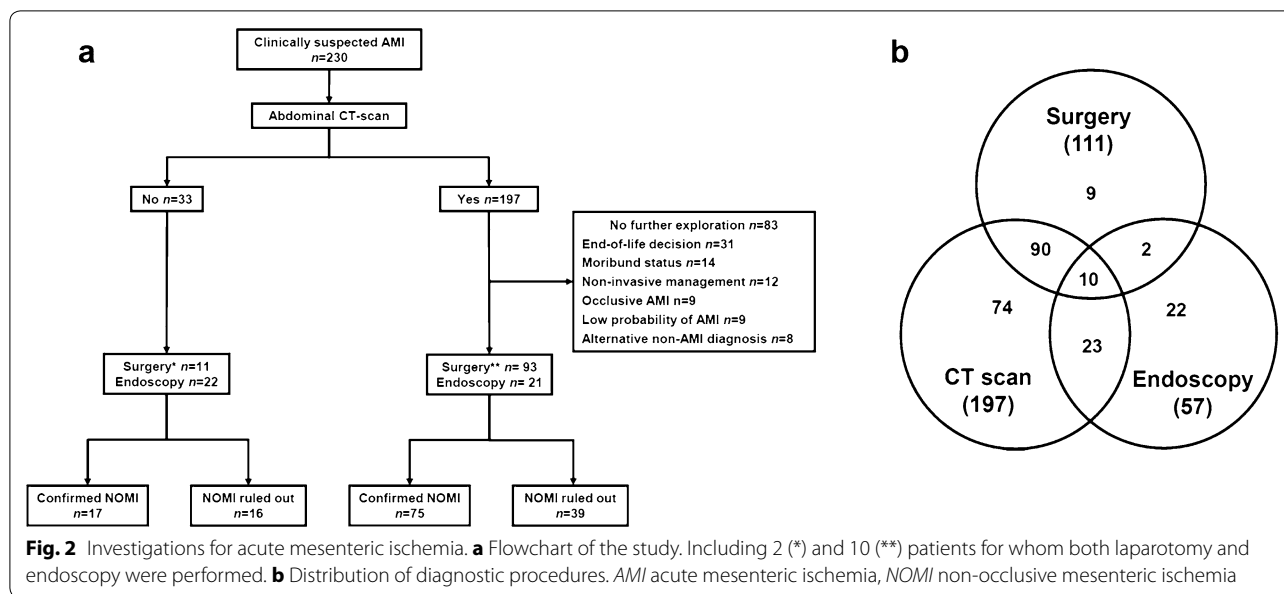 a
Clinically suspected AMI
n=230
Abdominal CT-scan
No n=33
Yes n=197
No further exploration n=83
End-of-life decision n=31
Moribund status n=14
Non-invasive management n=12
Occlusive AMI n=9
Low probability of AMI n=9
Alternative non-AMI diagnosis n=8
Surgery* n=11
Endoscopy n=22
Surgery** n= 93
Endoscopy n= 21
Confirmed NOMI
n=17
NOMI ruled out
n=16
Confirmed NOMI
n=75
NOMI ruled out
n=39
b
Surgery
(111)
9
90
2
10
74
22
23
CT scan
(197)
Endoscopy
(57)
Fig. 2 Investigations for acute mesenteric ischemia. a Flowchart of the study. Including 2 (*) and 10 (**) patients for whom both laparotomy and
endoscopy were performed. b Distribution of diagnostic procedures. AMI acute mesenteric ischemia, NOMI non-occlusive mesenteric ischemia